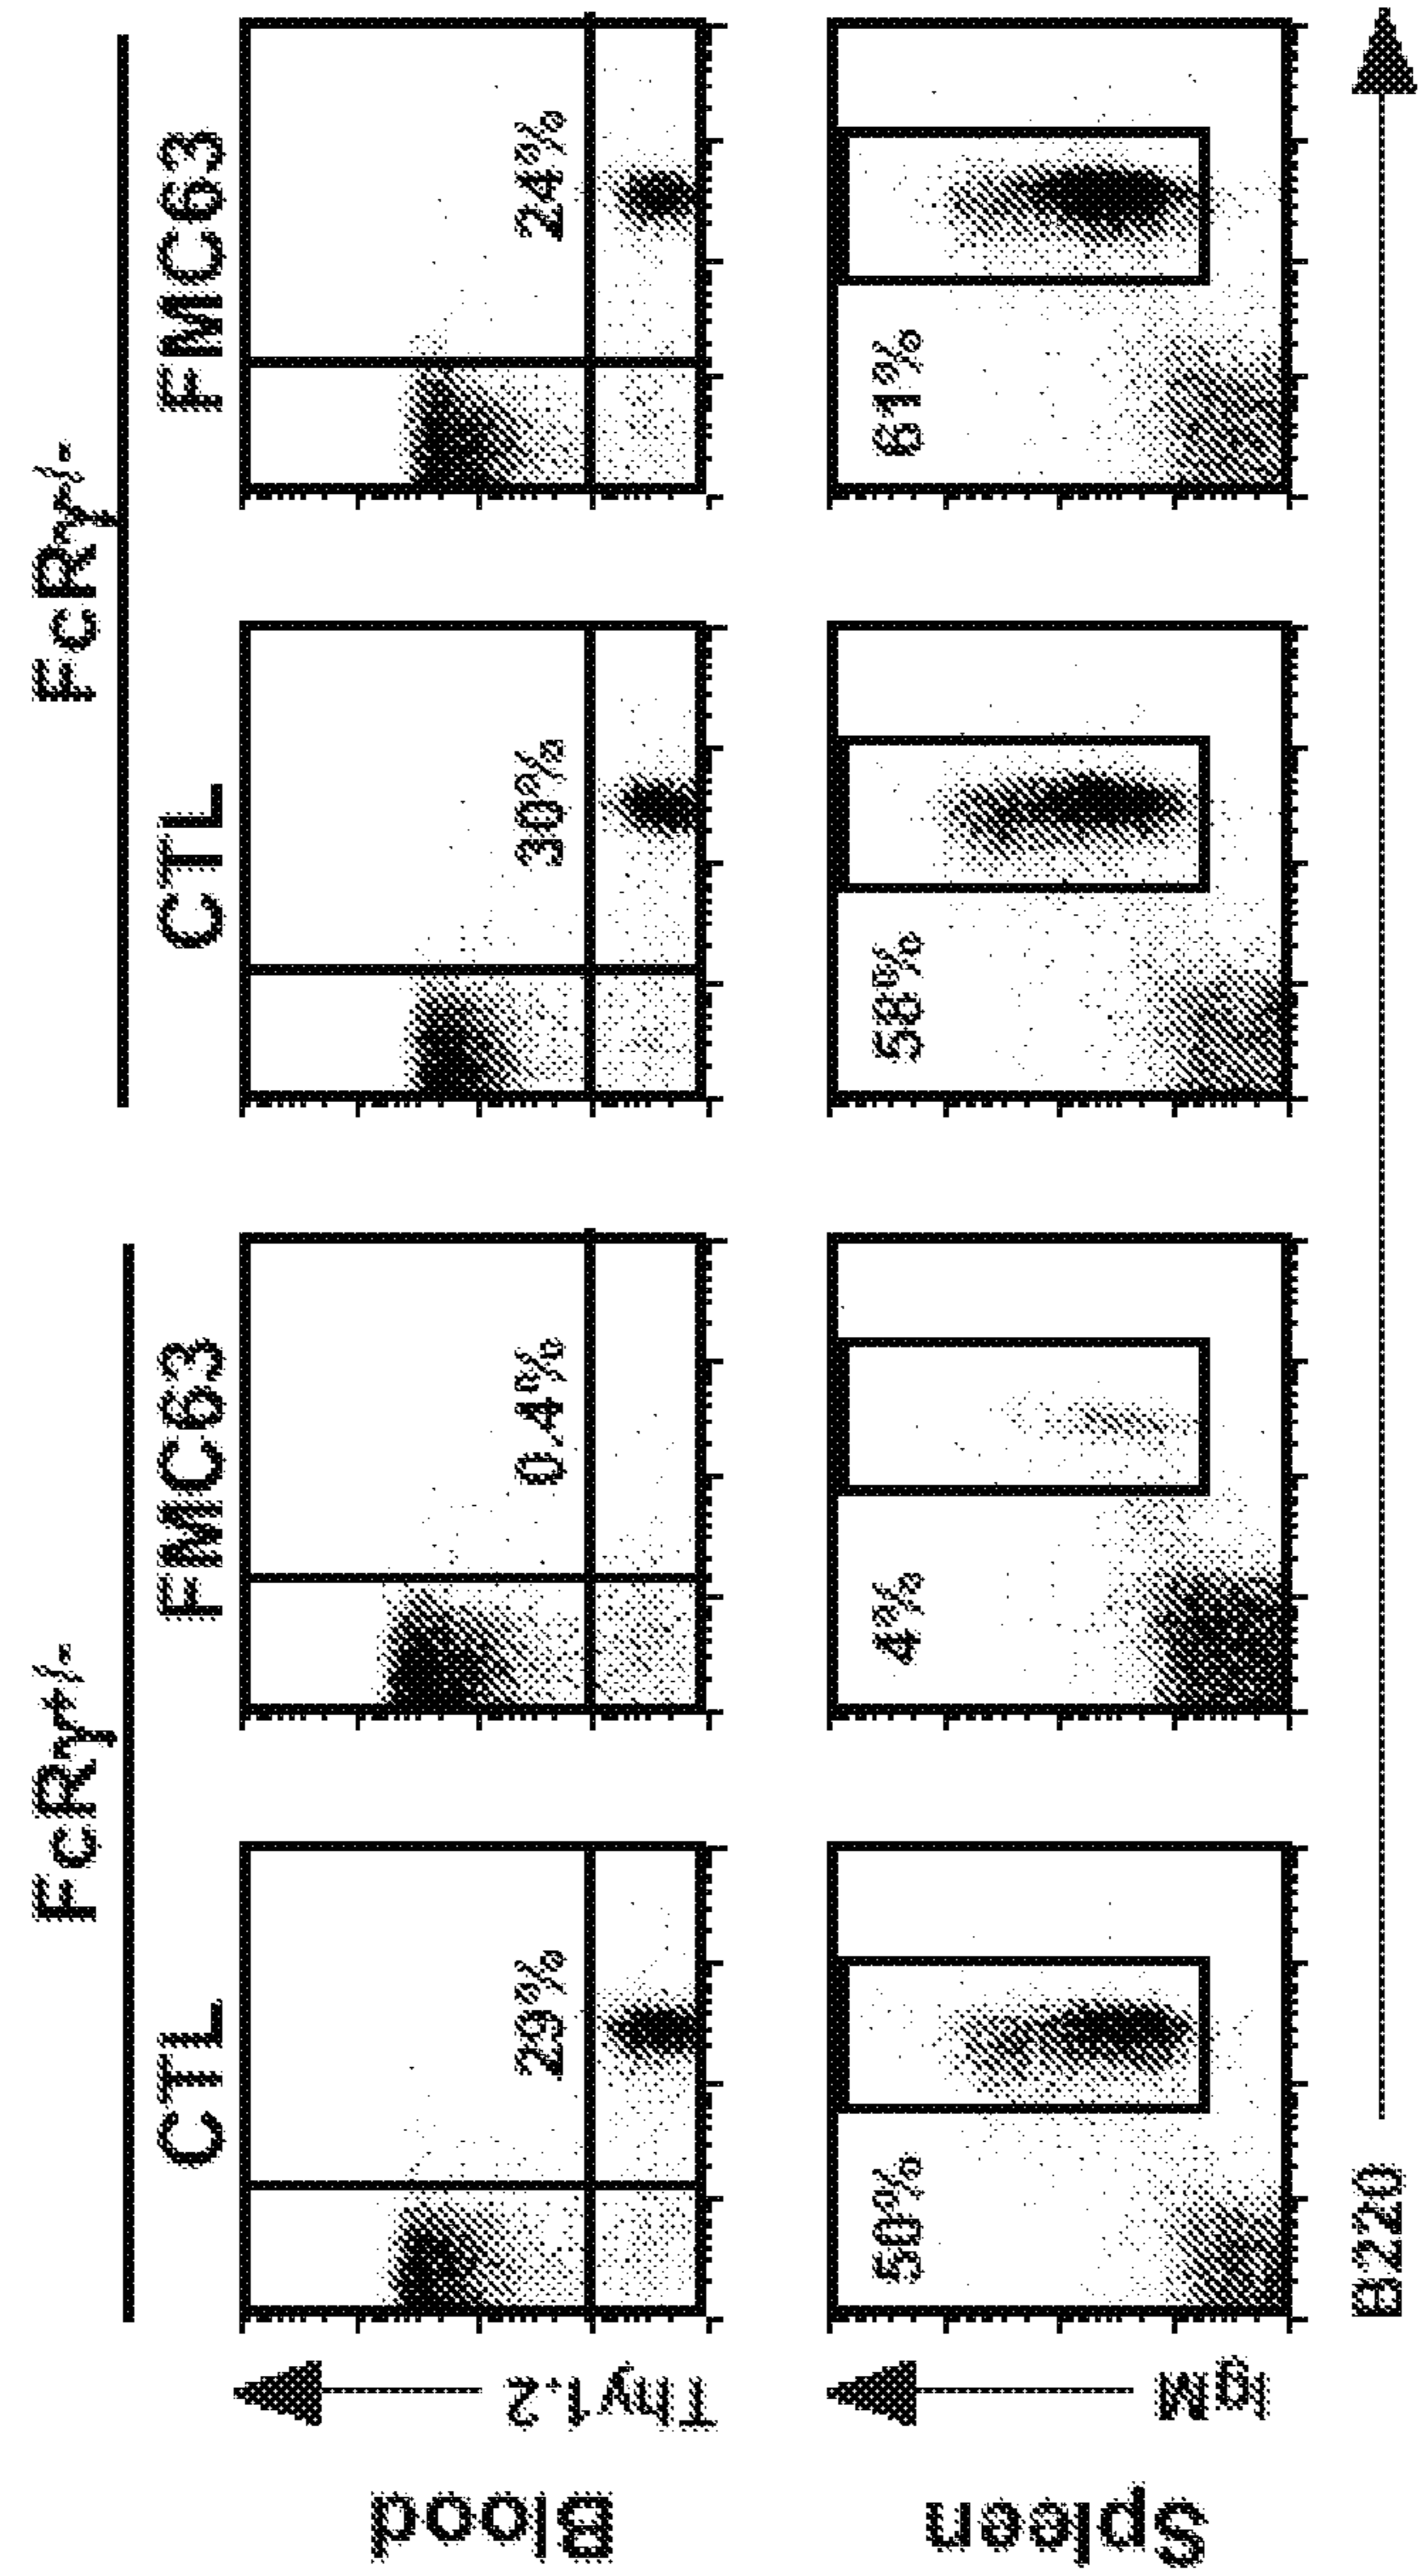 FcRγ+/- FcRγ-/-
CTL FMC63 CTL FMC63
Blood Thy1.2 29% 0.4% 30% 24%
Spleen IgM 50% 4% 58% 61%
B220